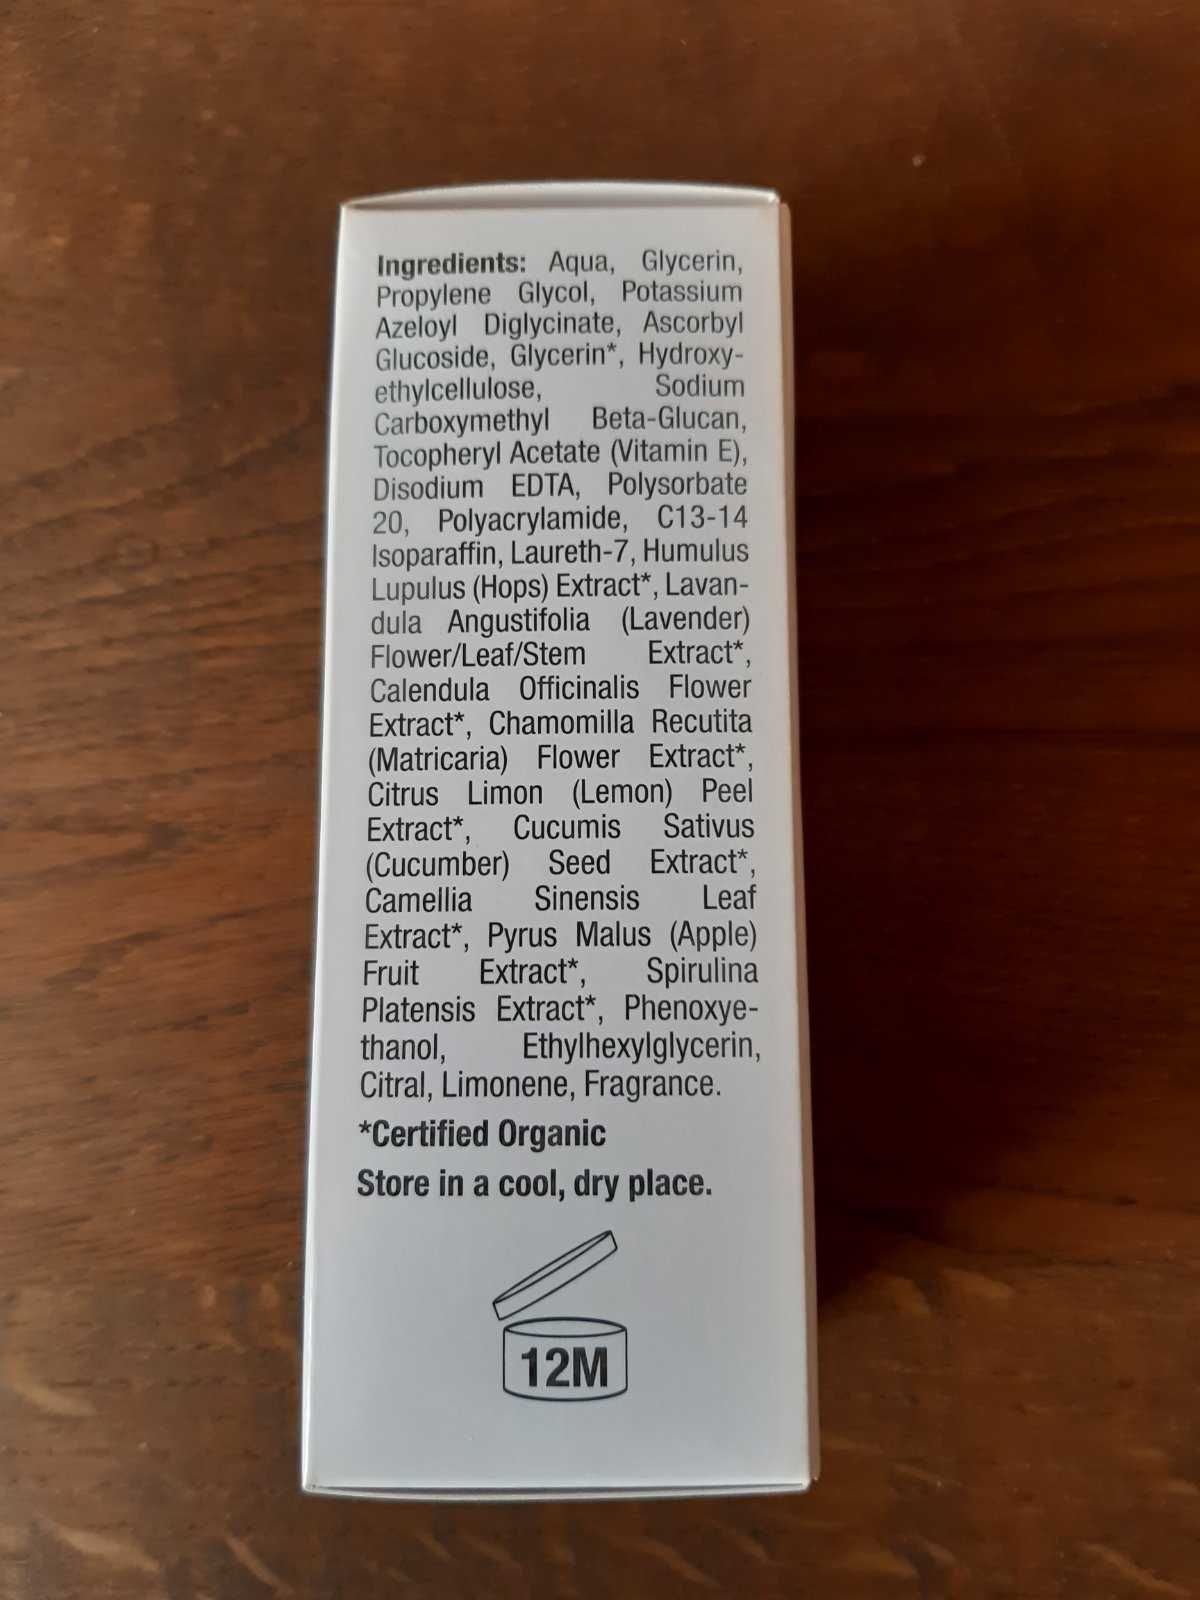 Ingredients: Aqua, Glycerin,
Propylene Glycol, Potassium
Azeloyl Diglycinate, Ascorbyl
Glucoside, Glycerin*, Hydroxy-
ethylcellulose, Sodium
Carboxymethyl Beta-Glucan,
Tocopheryl Acetate (Vitamin E),
Disodium EDTA, Polysorbate
20, Polyacrylamide, C13-14
Isoparaffin, Laureth-7, Humulus
Lupulus (Hops) Extract*, Lavan-
dula Angustifolia (Lavender)
Flower/Leaf/Stem Extract*,
Calendula Officinalis Flower
Extract*, Chamomilla Recutita
(Matricaria) Flower Extract*,
Citrus Limon (Lemon) Peel
Extract*, Cucumis Sativus
(Cucumber) Seed Extract*,
Camellia Sinensis Leaf
Extract*, Pyrus Malus (Apple)
Fruit Extract*, Spirulina
Platensis Extract*, Phenoxye-
thanol, Ethylhexylglycerin,
Citral, Limonene, Fragrance.
*Certified Organic
Store in a cool, dry place.
12M